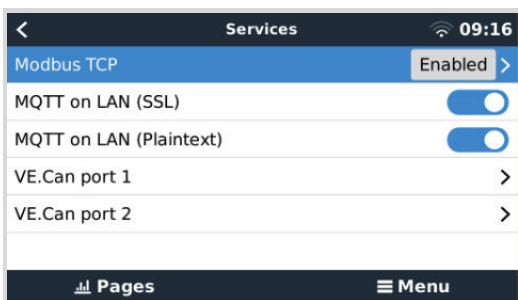 Services 09:16
Modbus TCP Enabled
MQTT on LAN (SSL)
MQTT on LAN (Plaintext)
VE.Can port 1
VE.Can port 2
Pages Menu